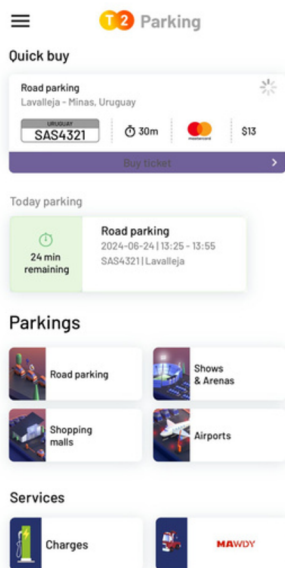 T2 Parking
Quick buy
Road parking
Lavalleja - Minas, Uruguay
URUGUAY
SAS4321
30m
mastercard
$13
Buy ticket
Today parking
24 min
remaining
Road parking
2024-06-24 | 13:25 - 13:55
SAS4321 | Lavalleja
Parkings
Road parking
Shows
& Arenas
Shopping
malls
Airports
Services
Charges
MAWDY